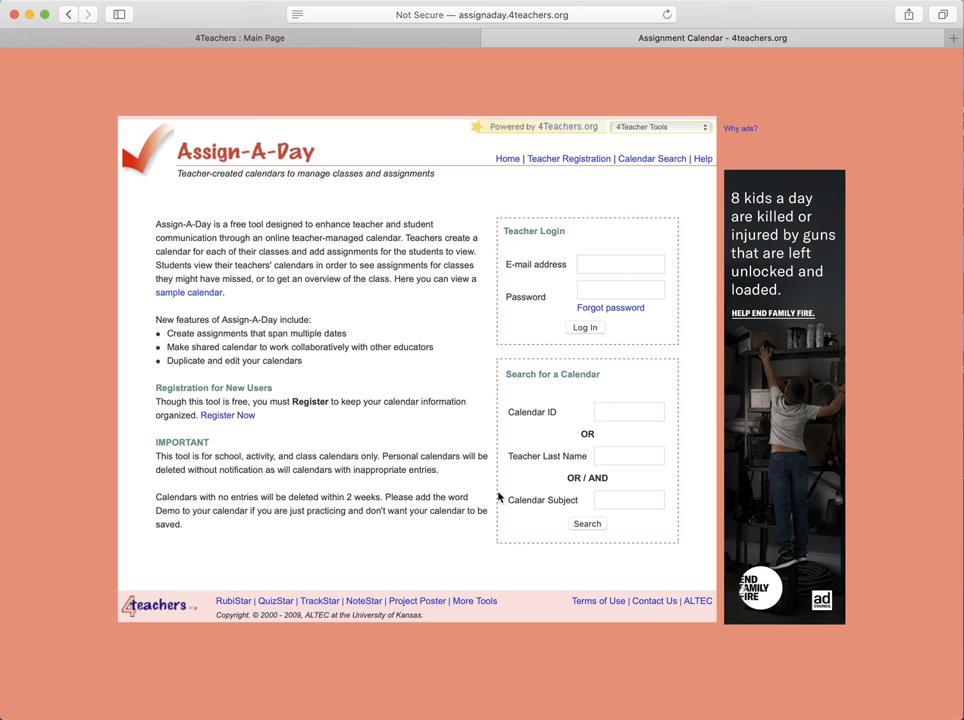 Not Secure — assignaday.4teachers.org
4Teachers : Main Page
Assignment Calendar - 4teachers.org
Powered by 4Teachers.org
4Teacher Tools
Why ads?
Assign-A-Day
Home | Teacher Registration | Calendar Search | Help
Teacher-created calendars to manage classes and assignments
Assign-A-Day is a free tool designed to enhance teacher and student
communication through an online teacher-managed calendar. Teachers create a
calendar for each of their classes and add assignments for the students to view.
Students view their teachers' calendars in order to see assignments for classes
they might have missed, or to get an overview of the class. Here you can view a
sample calendar.
New features of Assign-A-Day include:
• Create assignments that span multiple dates
• Make shared calendar to work collaboratively with other educators
• Duplicate and edit your calendars
Registration for New Users
Though this tool is free, you must Register to keep your calendar information
organized. Register Now
IMPORTANT
This tool is for school, activity, and class calendars only. Personal calendars will be
deleted without notification as will calendars with inappropriate entries.
Calendars with no entries will be deleted within 2 weeks. Please add the word
Demo to your calendar if you are just practicing and don't want your calendar to be
saved.
Teacher Login
E-mail address
Password
Forgot password
Log In
Search for a Calendar
Calendar ID
OR
Teacher Last Name
OR / AND
Calendar Subject
Search
8 kids a day
are killed or
injured by guns
that are left
unlocked and
loaded.
HELP END FAMILY FIRE.
END
FAMILY
FIRE
ad
COUNCIL
4teachers
RubiStar | QuizStar | TrackStar | NoteStar | Project Poster | More Tools
Terms of Use | Contact Us | ALTEC
Copyright. © 2000 - 2009, ALTEC at the University of Kansas.